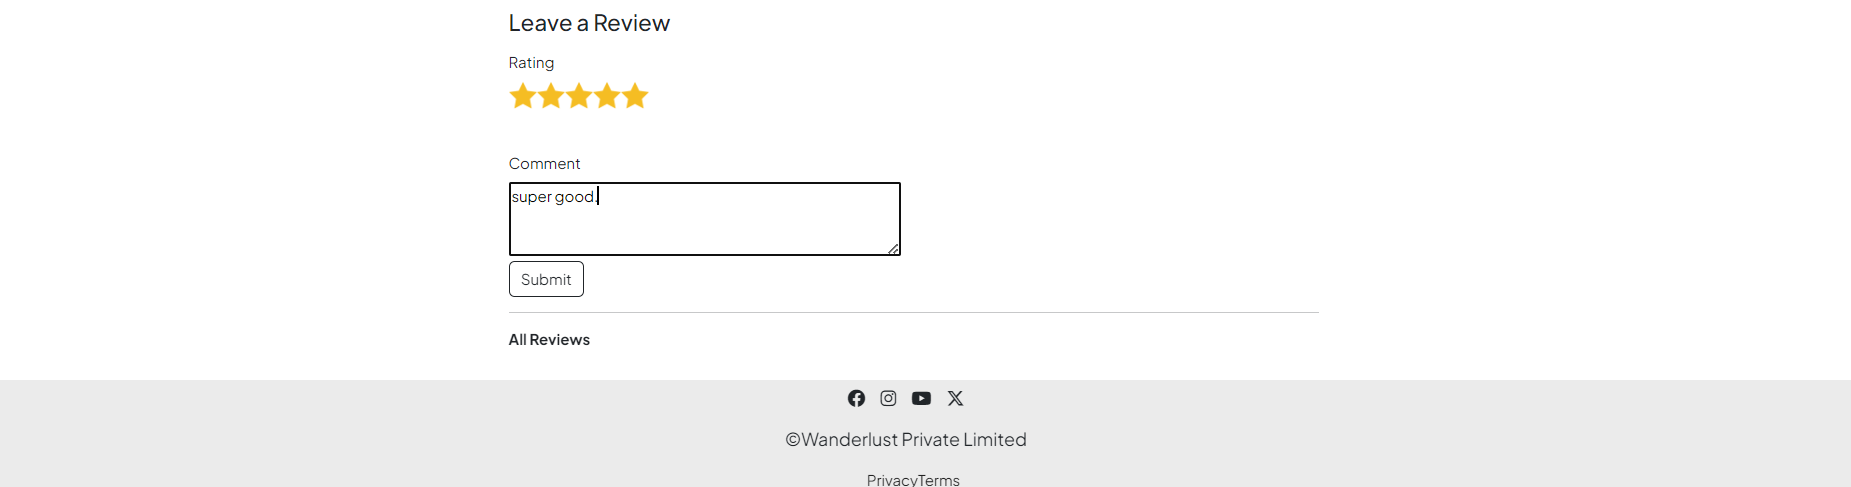 Leave a Review
Rating
Comment
super good.
Submit
All Reviews
©Wanderlust Private Limited
PrivacyTerms